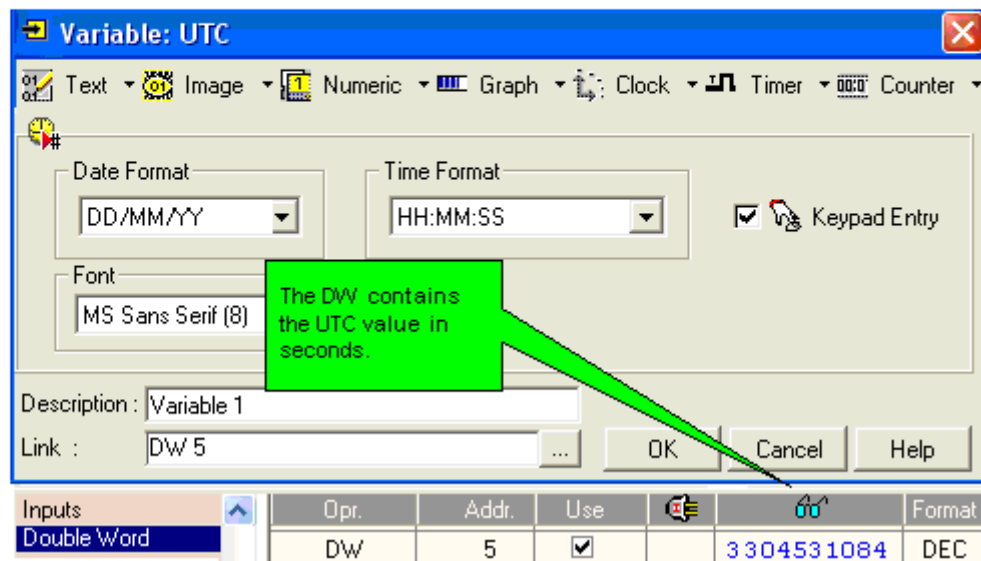 Variable: UTC
Text Image Numeric Graph Clock Timer Counter
Date Format
DD/MM/YY
Time Format
HH:MM:SS
Keypad Entry
Font
MS Sans Serif (8)
The DW contains
the UTC value in
seconds.
Description : Variable 1
Link : DW 5 ... OK Cancel Help
Inputs Opr. Addr. Use Format
Double Word DW 5 3304531084 DEC